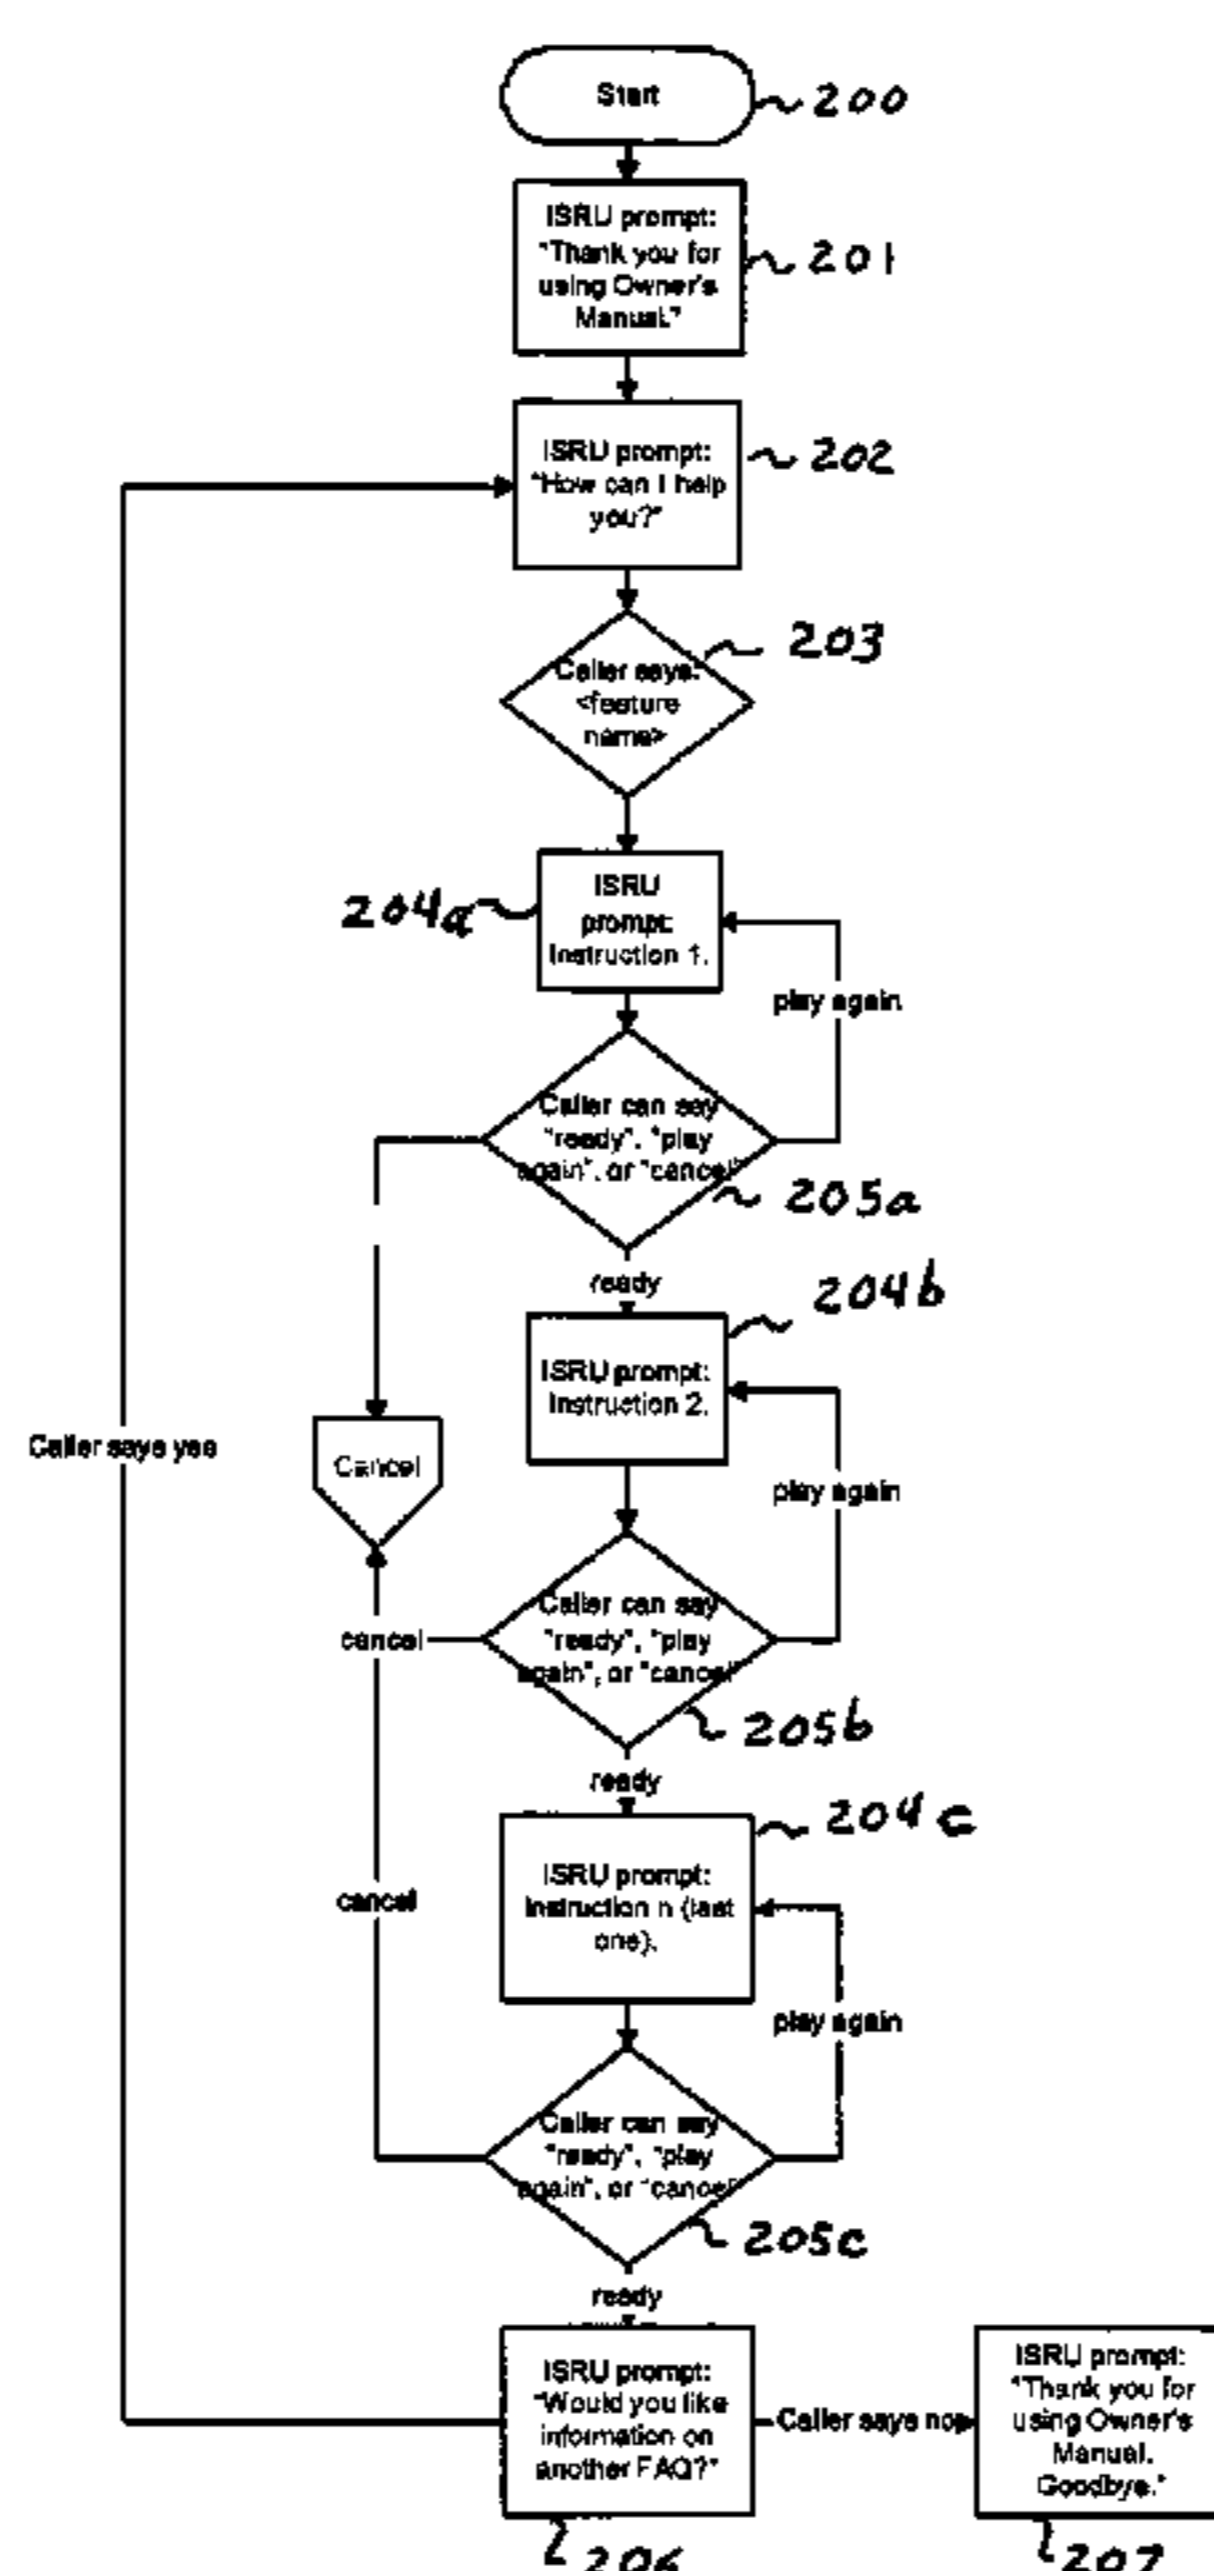 Start
200
ISRU prompt:
"Thank you for
using Owner's
Manual."
201
ISRU prompt:
"How can I help
you?"
202
Caller says:
<feature
name>
203
ISRU
prompt:
Instruction 1.
204a
play again
Caller can say
"ready", "play
again", or "cancel"
205a
ready
204b
ISRU prompt:
Instruction 2.
Caller says yes
Cancel
play again
Caller can say
"ready", "play
again", or "cancel"
cancel
205b
ready
204c
ISRU prompt:
Instruction n (last
one).
cancel
play again
Caller can say
"ready", "play
again", or "cancel"
205c
ready
ISRU prompt:
"Would you like
information on
another FAQ?"
Caller says no
ISRU prompt:
"Thank you for
using Owner's
Manual.
Goodbye."
206
207